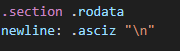 .section .rodata
newline: .asciz "\n"